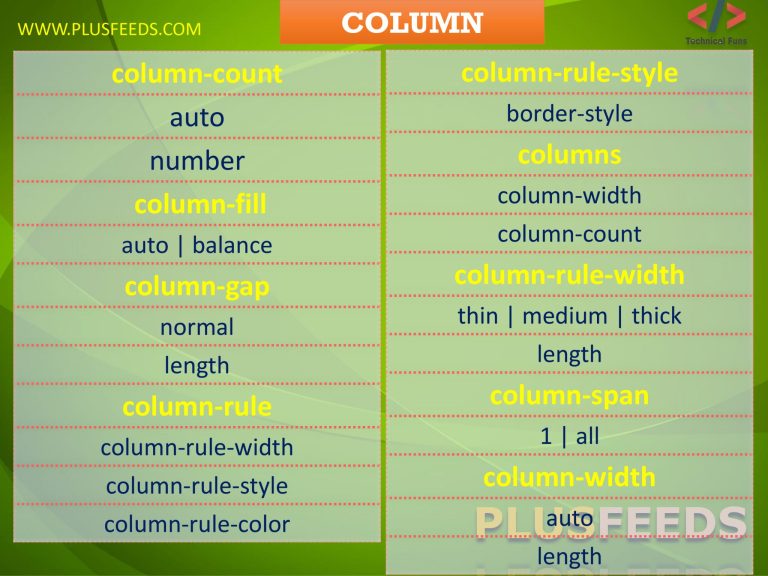 WWW.PLUSFEEDS.COM
COLUMN
</>
Technical Funs
column-count
auto
number
column-fill
auto | balance
column-gap
normal
length
column-rule
column-rule-width
column-rule-style
column-rule-color
column-rule-style
border-style
columns
column-width
column-count
column-rule-width
thin | medium | thick
length
column-span
1 | all
column-width
auto
length
PLUSFEEDS